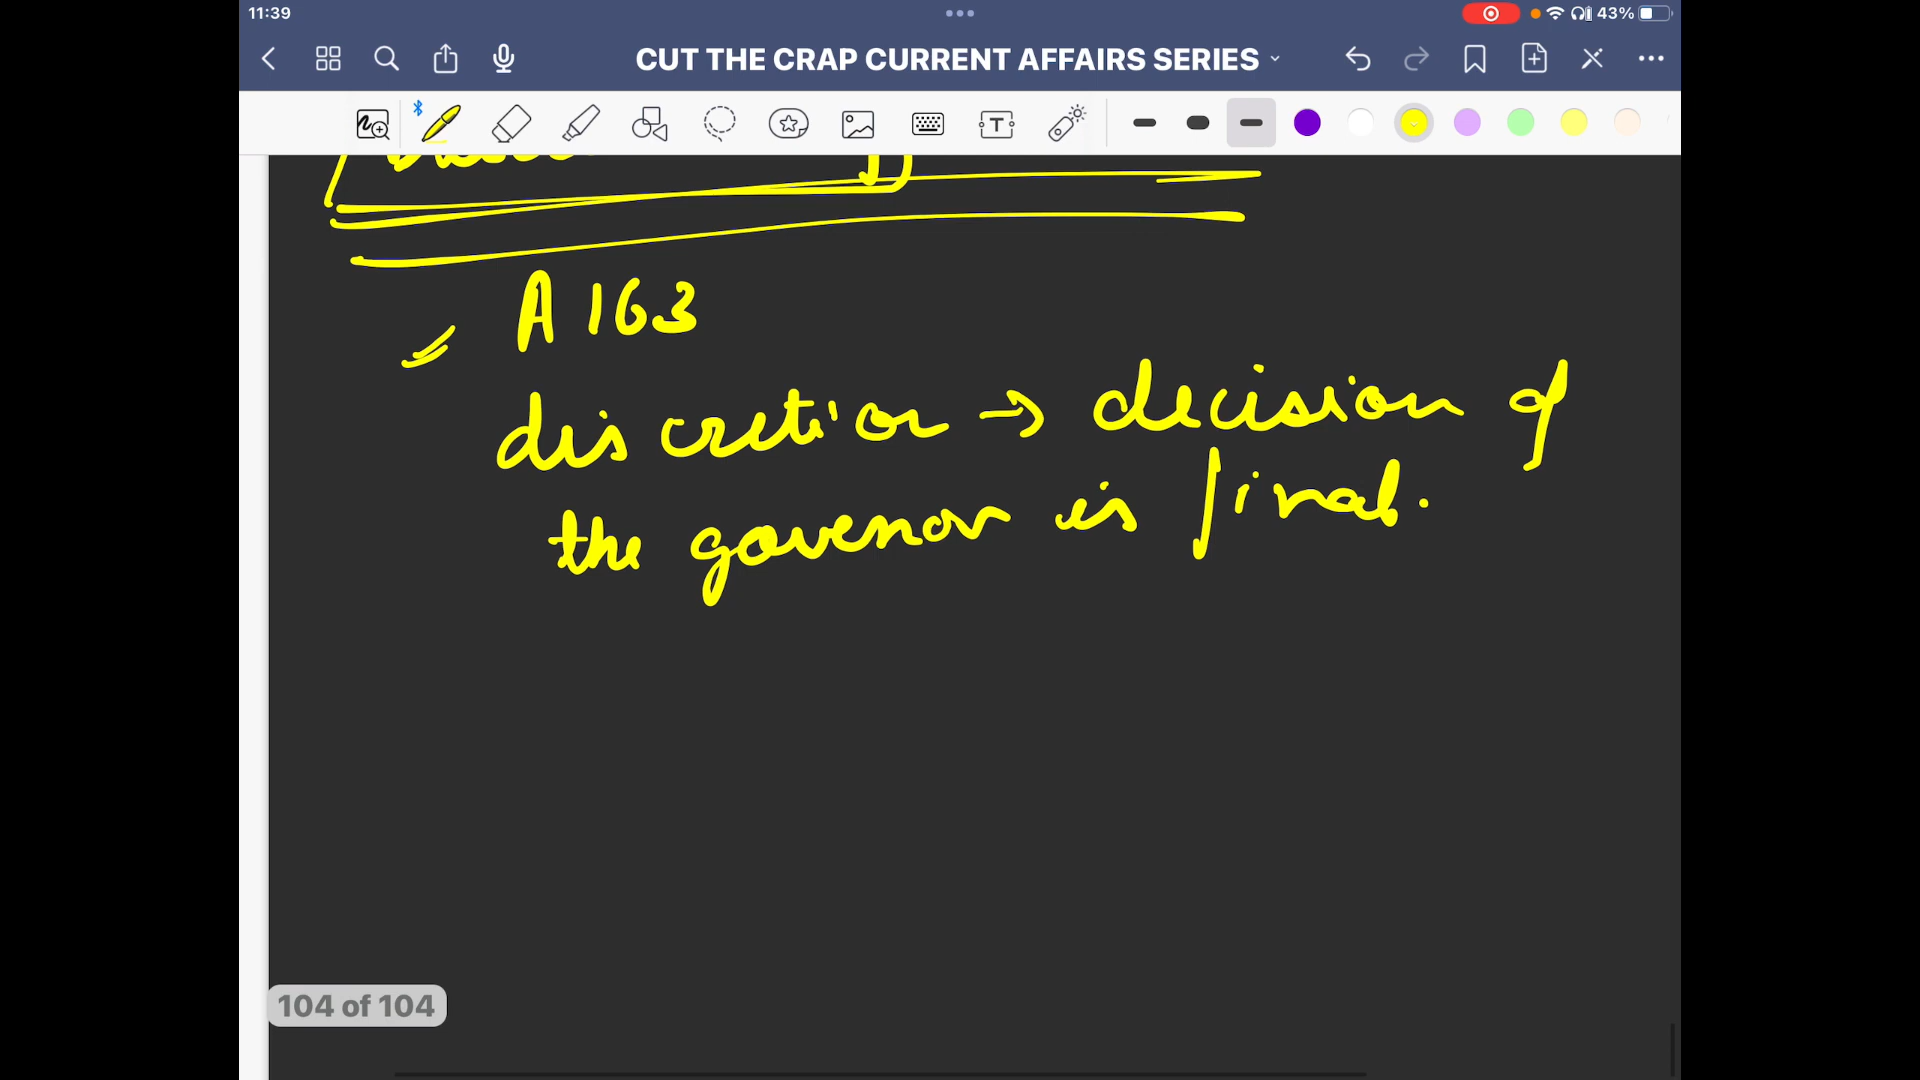 11:39
43%
CUT THE CRAP CURRENT AFFAIRS SERIES
A 163
discretion → decision of
the govenor is final.
104 of 104